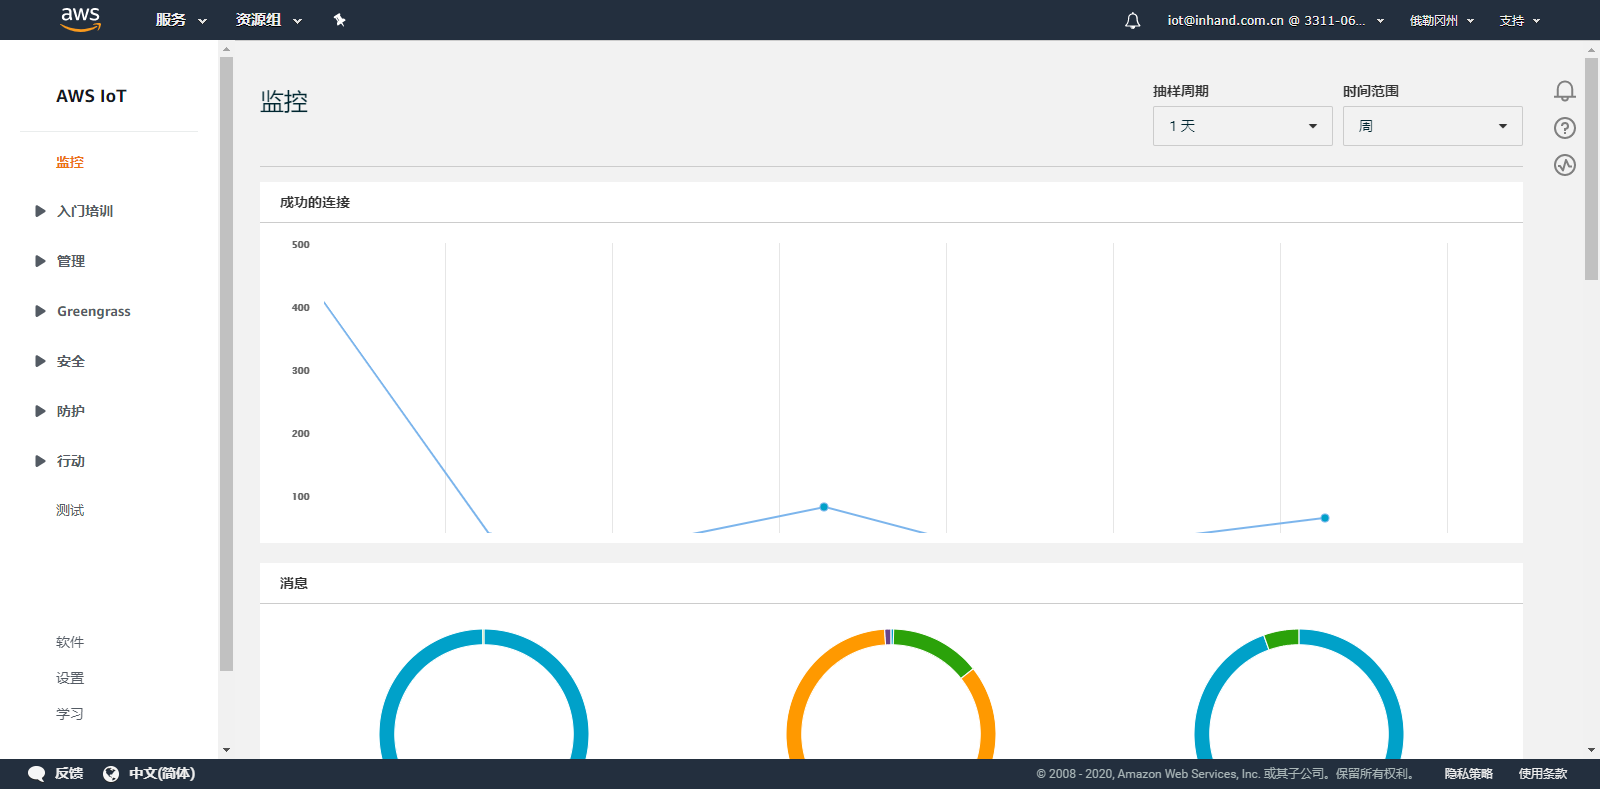 aws
服务
资源组
iot@inhand.com.cn @ 3311-06...
俄勒冈州
支持
AWS IoT
监控
入门培训
管理
Greengrass
安全
防护
行动
测试
软件
设置
学习
监控
抽样周期
1 天
时间范围
周
成功的连接
500
400
300
200
100
消息
反馈
中文(简体)
© 2008 - 2020, Amazon Web Services, Inc. 或其子公司。保留所有权利。
隐私策略
使用条款